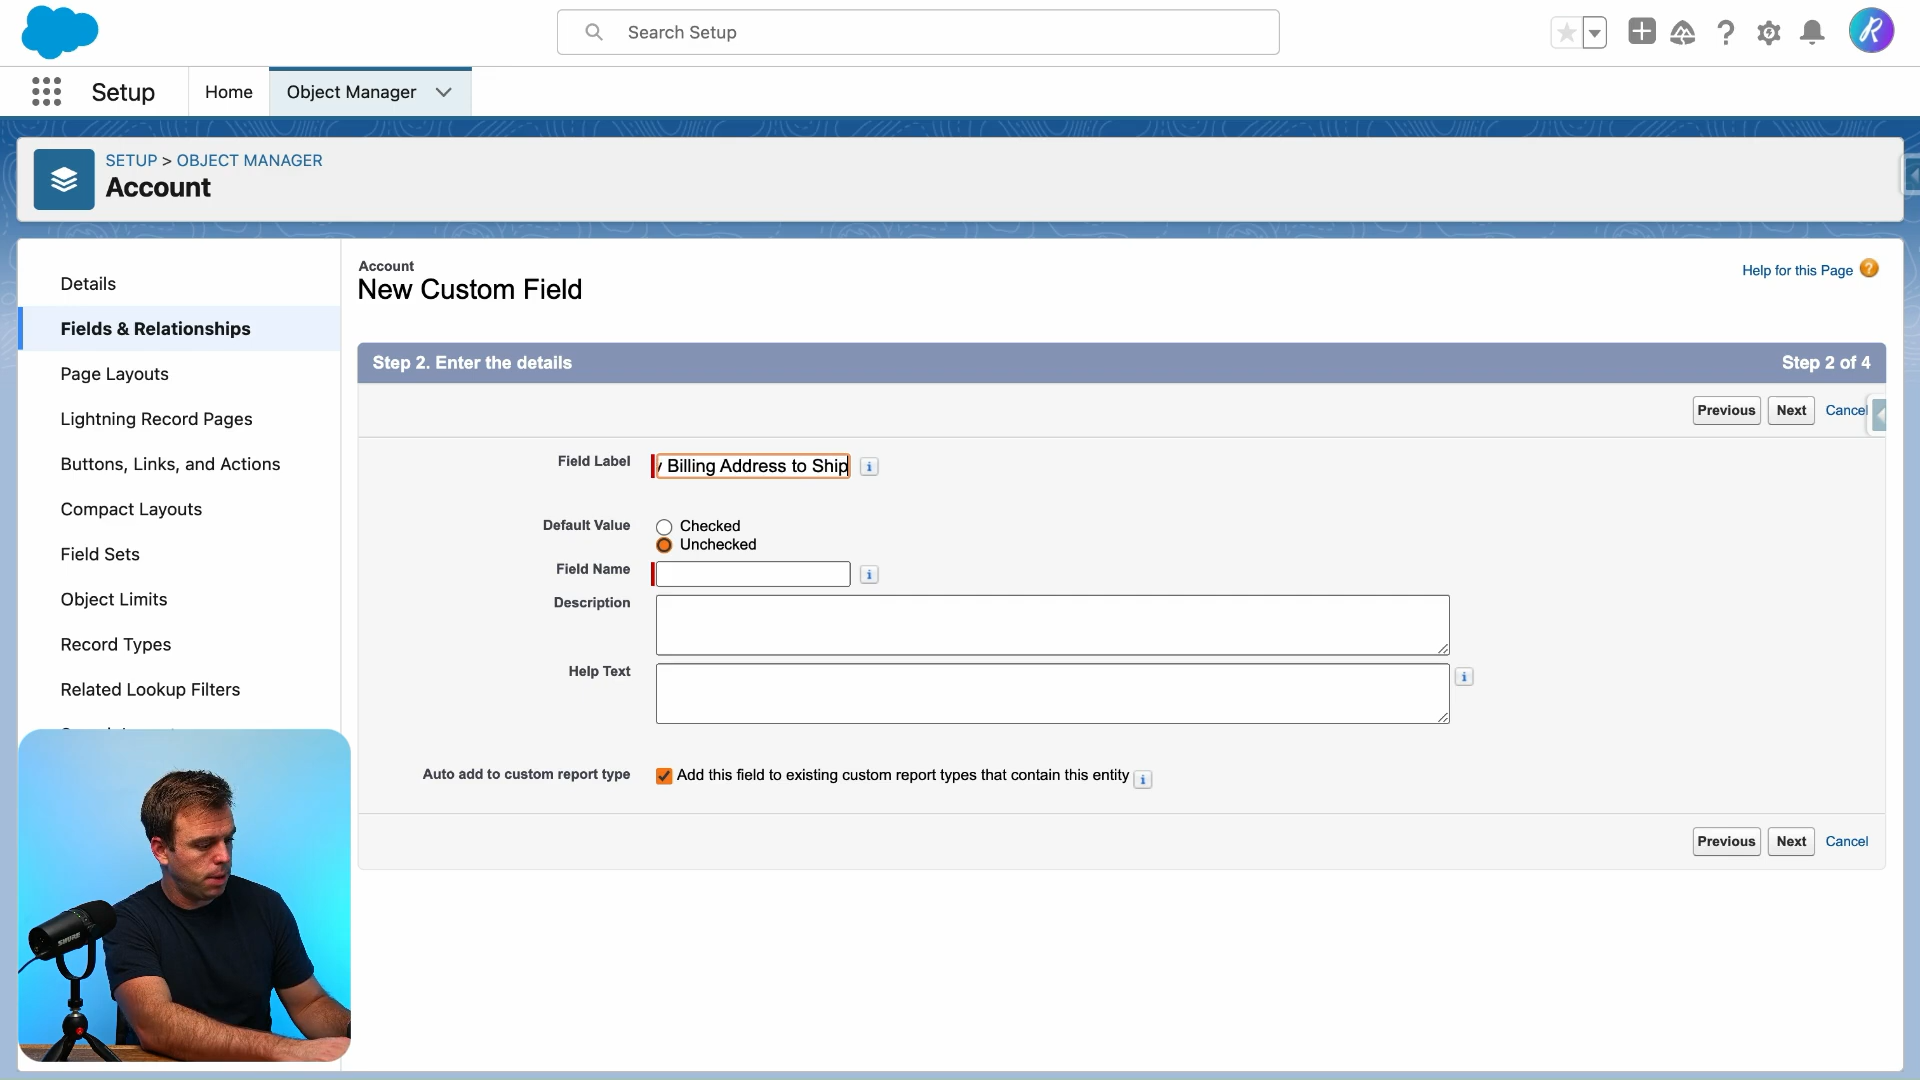 Search Setup
Setup
Home
Object Manager
SETUP > OBJECT MANAGER
Account
Details
Fields & Relationships
Page Layouts
Lightning Record Pages
Buttons, Links, and Actions
Compact Layouts
Field Sets
Object Limits
Record Types
Related Lookup Filters
Account
New Custom Field
Help for this Page
Step 2. Enter the details
Step 2 of 4
Previous
Next
Cancel
Field Label
Billing Address to Ship
Default Value
Checked
Unchecked
Field Name
Description
Help Text
Auto add to custom report type
Add this field to existing custom report types that contain this entity
Previous
Next
Cancel
SHURE